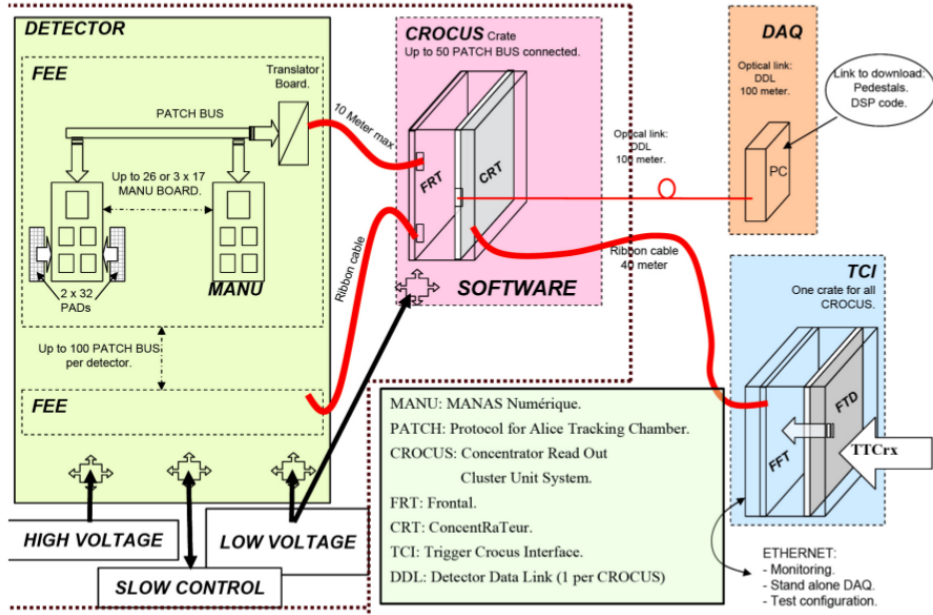 DETECTOR
FEE
Translator
Board.
PATCH BUS
Up to 26 or 3 x 17
MANU BOARD.
MANU
2 x 32
PADs
Up to 100 PATCH BUS
per detector.
FEE
HIGH VOLTAGE
SLOW CONTROL
LOW VOLTAGE
10 Meter max
Ribbon cable
CROCUS Crate
Up to 50 PATCH BUS connected.
FRT
CRT
SOFTWARE
Optical link:
DDL
100 meter.
Ribbon cable
40 meter
DAQ
Optical link:
DDL
100 meter.
PC
Link to download:
Pedestals.
DSP code.
TCI
One crate for all
CROCUS.
FFT
FTD
TTCrx
ETHERNET:
- Monitoring.
- Stand alone DAQ.
- Test configuration.
MANU: MANAS Numérique.
PATCH: Protocol for Alice Tracking Chamber.
CROCUS: Concentrator Read Out
Cluster Unit System.
FRT: Frontal.
CRT: ConcentRaTeur.
TCI: Trigger Crocus Interface.
DDL: Detector Data Link (1 per CROCUS)